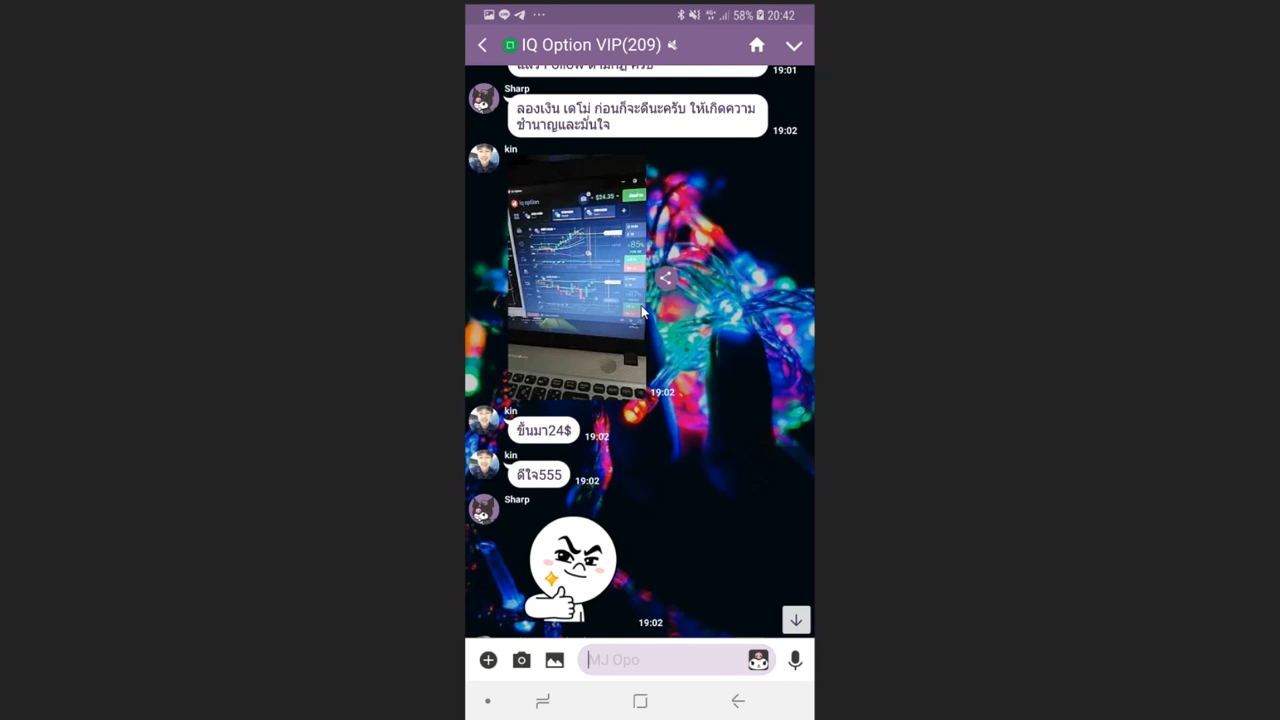 58% 20:42
IQ Option VIP(209)
19:01
Sharp
ลองเงิน เดโม่ ก่อนก็จะดีนะครับ ให้เกิดความ
ชำนาญและมั่นใจ
19:02
kin
iq option
$24.35
19:02
kin
ขึ้นมา24$
19:02
kin
ดีใจ555
19:02
Sharp
19:02
MJ Opo